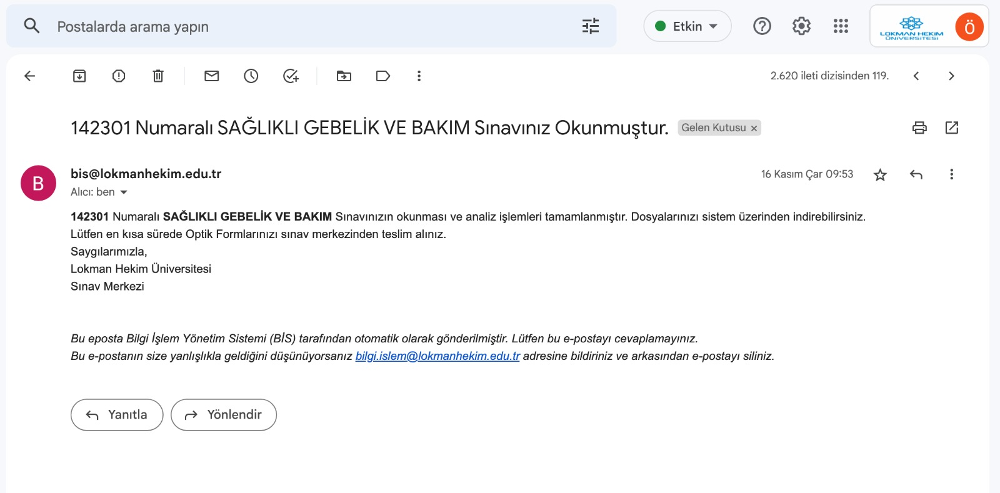 Postalarda arama yapın
Etkin
LOKMAN HEKIM
ÜNİVERSİTESİ
Ö
2.620 ileti dizisinden 119.
142301 Numaralı SAĞLIKLI GEBELİK VE BAKIM Sınavınız Okunmuştur.
Gelen Kutusu ×
B
bis@lokmanhekim.edu.tr
16 Kasım Çar 09:53
Alıcı: ben
142301 Numaralı SAĞLIKLI GEBELİK VE BAKIM Sınavınızın okunması ve analiz işlemleri tamamlanmıştır. Dosyalarınızı sistem üzerinden indirebilirsiniz.
Lütfen en kısa sürede Optik Formlarınızı sınav merkezinden teslim alınız.
Saygılarımızla,
Lokman Hekim Üniversitesi
Sınav Merkezi
Bu eposta Bilgi İşlem Yönetim Sistemi (BİS) tarafından otomatik olarak gönderilmiştir. Lütfen bu e-postayı cevaplamayınız.
Bu e-postanın size yanlışlıkla geldiğini düşünüyorsanız bilgi.islem@lokmanhekim.edu.tr adresine bildiriniz ve arkasından e-postayı siliniz.
Yanıtla
Yönlendir